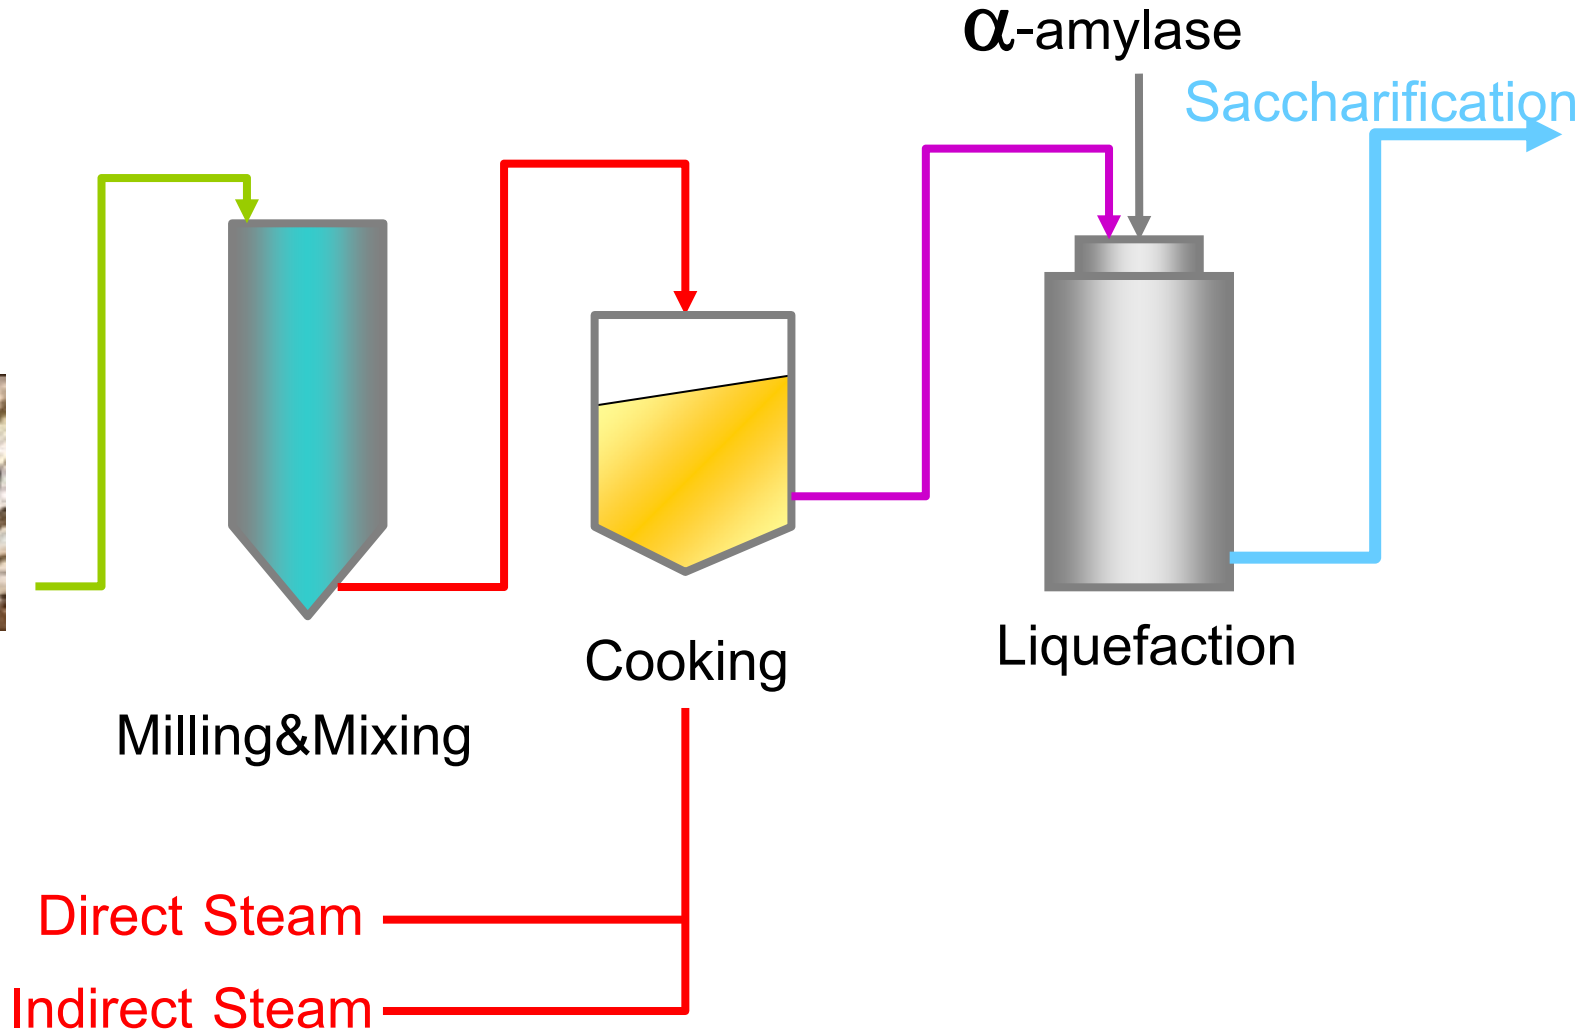 α-amylase
Saccharification
Cooking
Liquefaction
Milling&Mixing
Direct Steam
Indirect Steam